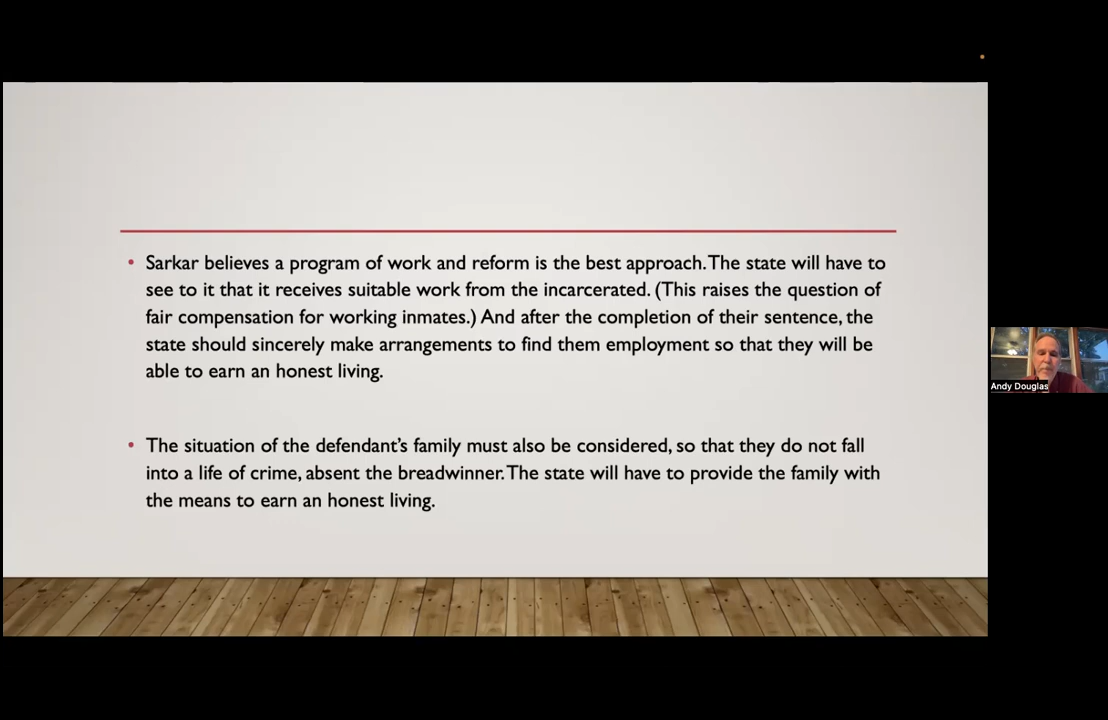 • Sarkar believes a program of work and reform is the best approach. The state will have to
see to it that it receives suitable work from the incarcerated. (This raises the question of
fair compensation for working inmates.) And after the completion of their sentence, the
state should sincerely make arrangements to find them employment so that they will be
able to earn an honest living.
• The situation of the defendant's family must also be considered, so that they do not fall
into a life of crime, absent the breadwinner. The state will have to provide the family with
the means to earn an honest living.
Andy Douglas